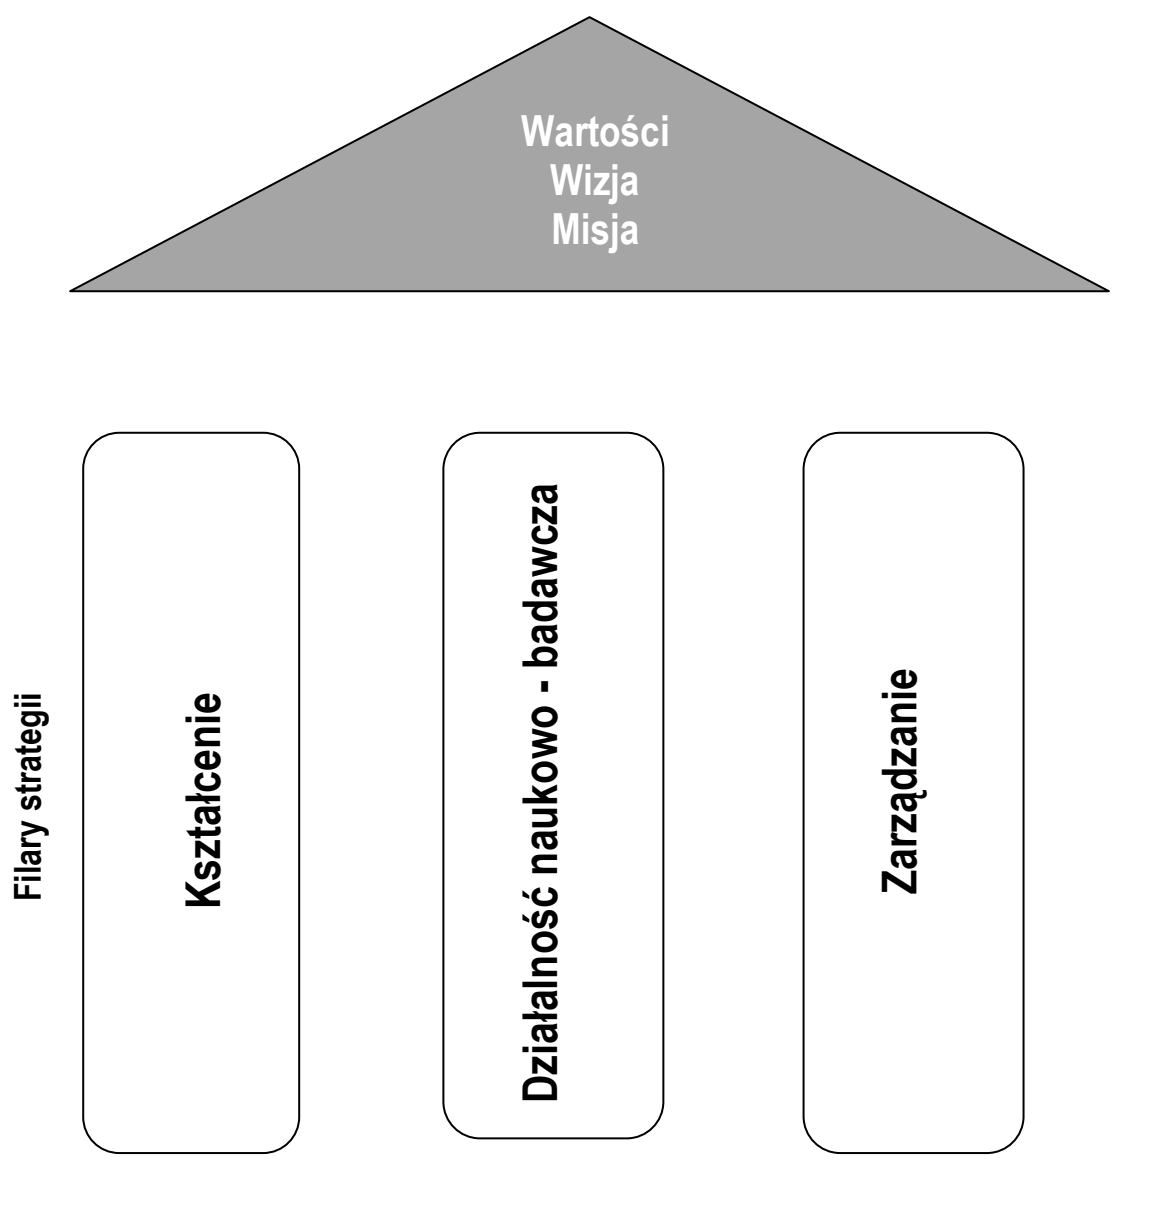 Wartości
Wizja
Misja
Filary strategii
Kształcenie
Działalność naukowo - badawcza
Zarządzanie